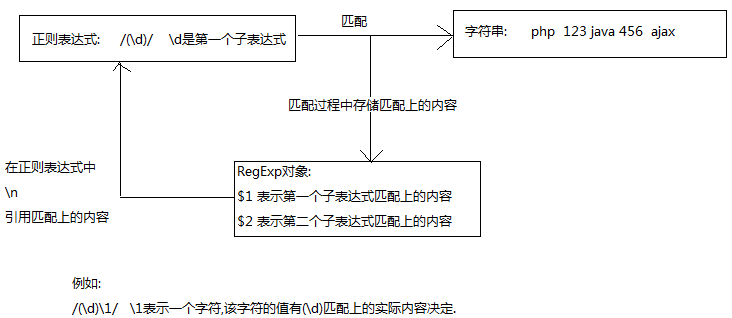 匹配
正则表达式: /(\d)/ \d是第一个子表达式
字符串: php 123 java 456 ajax
匹配过程中存储匹配上的内容
在正则表达式中
\n
引用匹配上的内容
RegExp对象:
$1 表示第一个子表达式匹配上的内容
$2 表示第二个子表达式匹配上的内容
例如:
/(\d)\1/ \1表示一个字符,该字符的值有(\d)匹配上的实际内容决定.